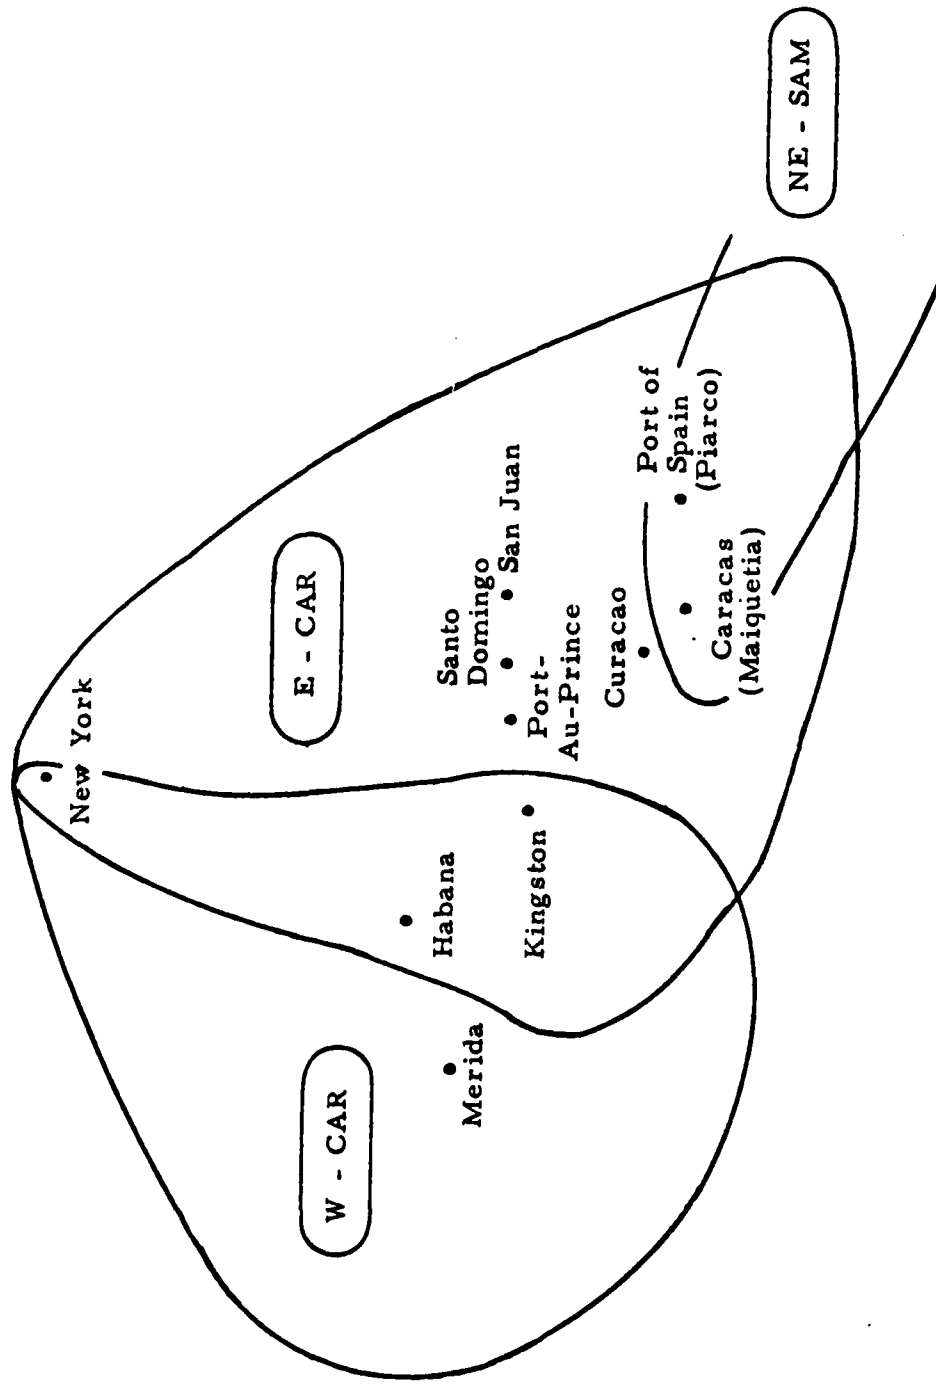 New York
E - CAR
W - CAR
Habana
Merida
Kingston
Santo
Domingo
San Juan
Port-
Au-Prince
Curacao
Port of
Spain
(Piarco)
Caracas
(Maiquetia)
NE - SAM